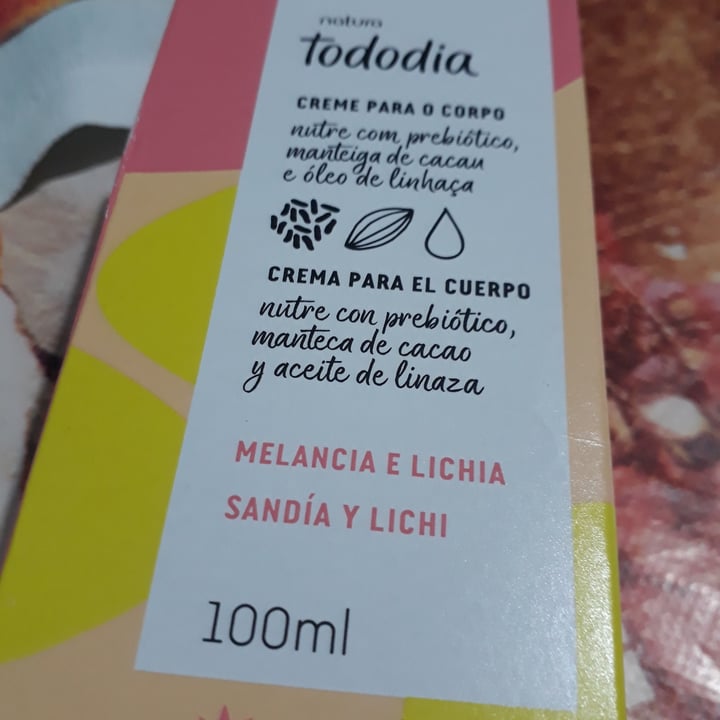 natura
tododia
CREME PARA O CORPO
nutre com prebiótico,
manteiga de cacau
e óleo de linhaça
CREMA PARA EL CUERPO
nutre con prebiótico,
manteca de cacao
y aceite de linaza
MELANCIA E LICHIA
SANDÍA Y LICHI
100ml